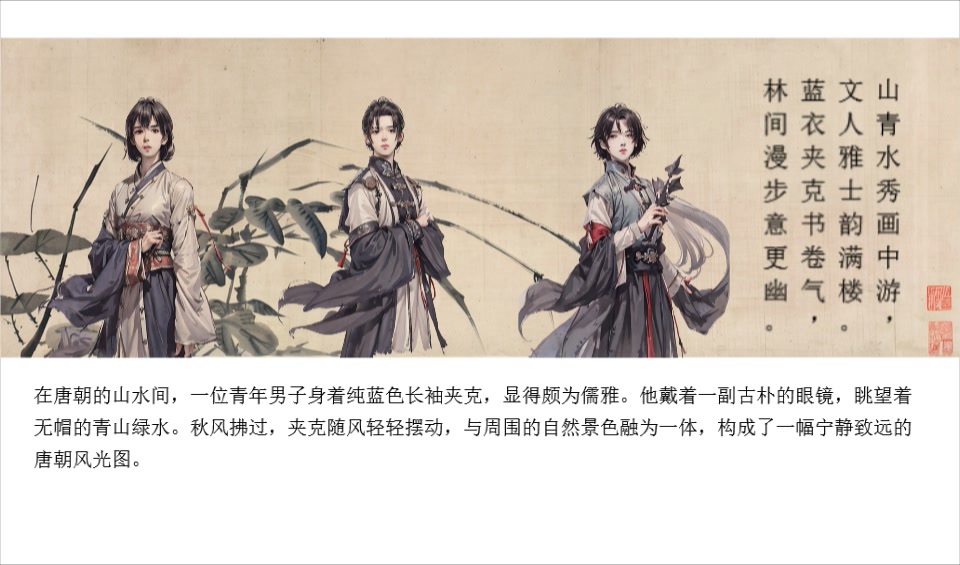 山青水秀画中游，
文人雅士韵满楼。
蓝衣夹克书卷气，
林间漫步意更幽。
在唐朝的山水间，一位青年男子身着纯蓝色长袖夹克，显得颇为儒雅。他戴着一副古朴的眼镜，眺望着
无帽的青山绿水。秋风拂过，夹克随风轻轻摆动，与周围的自然景色融为一体，构成了一幅宁静致远的
唐朝风光图。